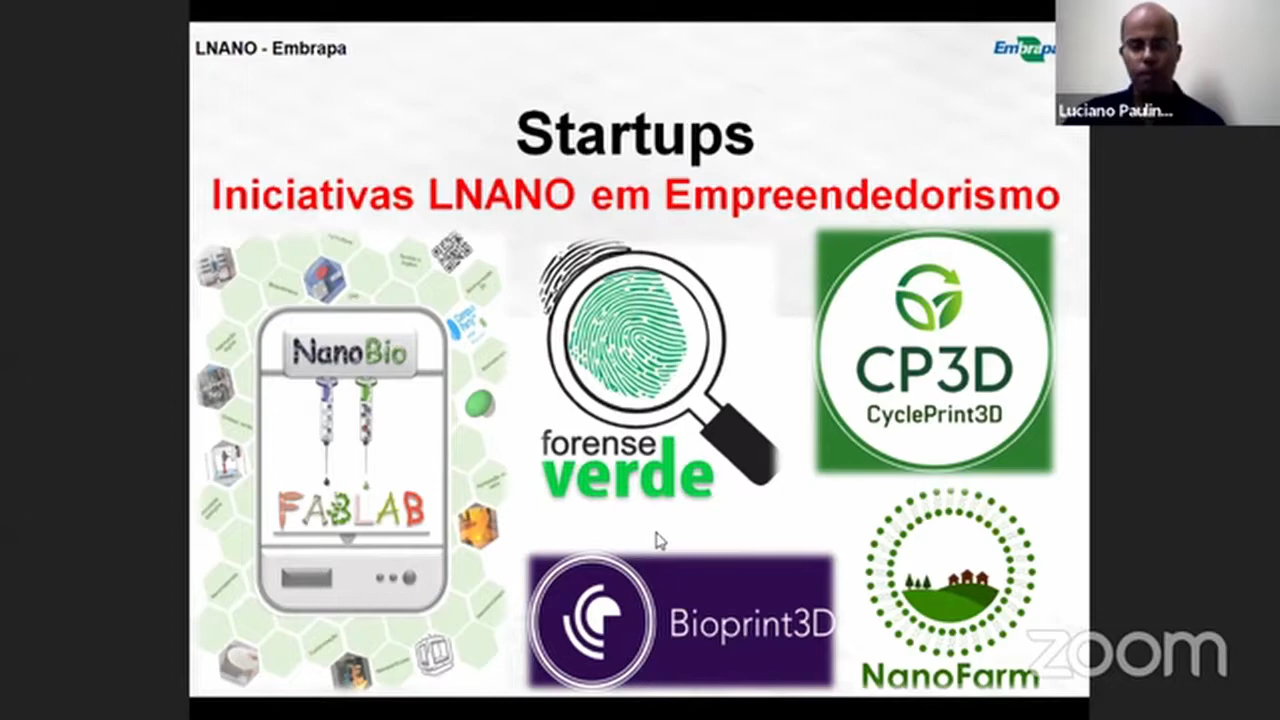 LNANO - Embrapa
Embrapa
Luciano Paulin...
Startups
Iniciativas LNANO em Empreendedorismo
NanoBio
FABLAB
forense
verde
CP3D
CyclePrint3D
Bioprint3D
NanoFarm
zoom